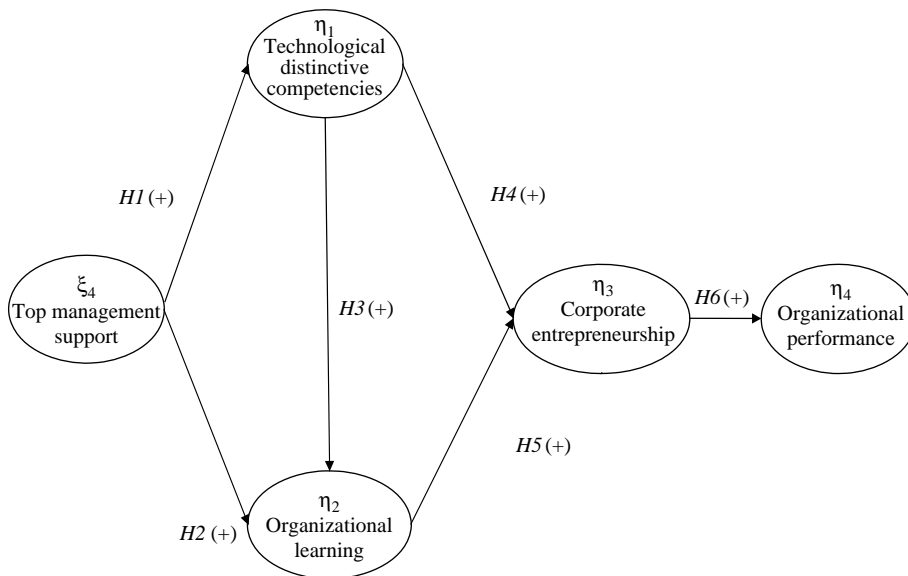 η1
Technological
distinctive
competencies
H1 (+)
H4 (+)
ξ4
Top management
support
H3 (+)
η3
Corporate
entrepreneurship
H6 (+)
η4
Organizational
performance
H5 (+)
η2
Organizational
learning
H2 (+)